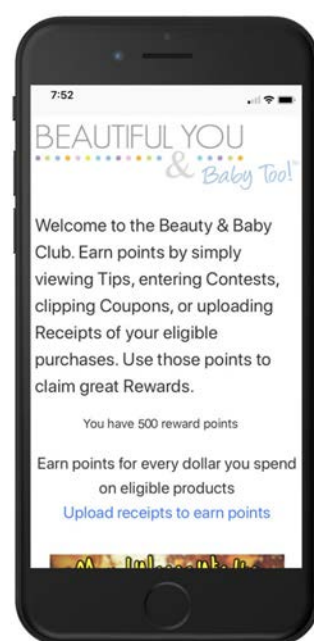 7:52
BEAUTIFUL YOU
& Baby Too!™
Welcome to the Beauty & Baby
Club. Earn points by simply
viewing Tips, entering Contests,
clipping Coupons, or uploading
Receipts of your eligible
purchases. Use those points to
claim great Rewards.
You have 500 reward points
Earn points for every dollar you spend
on eligible products
Upload receipts to earn points